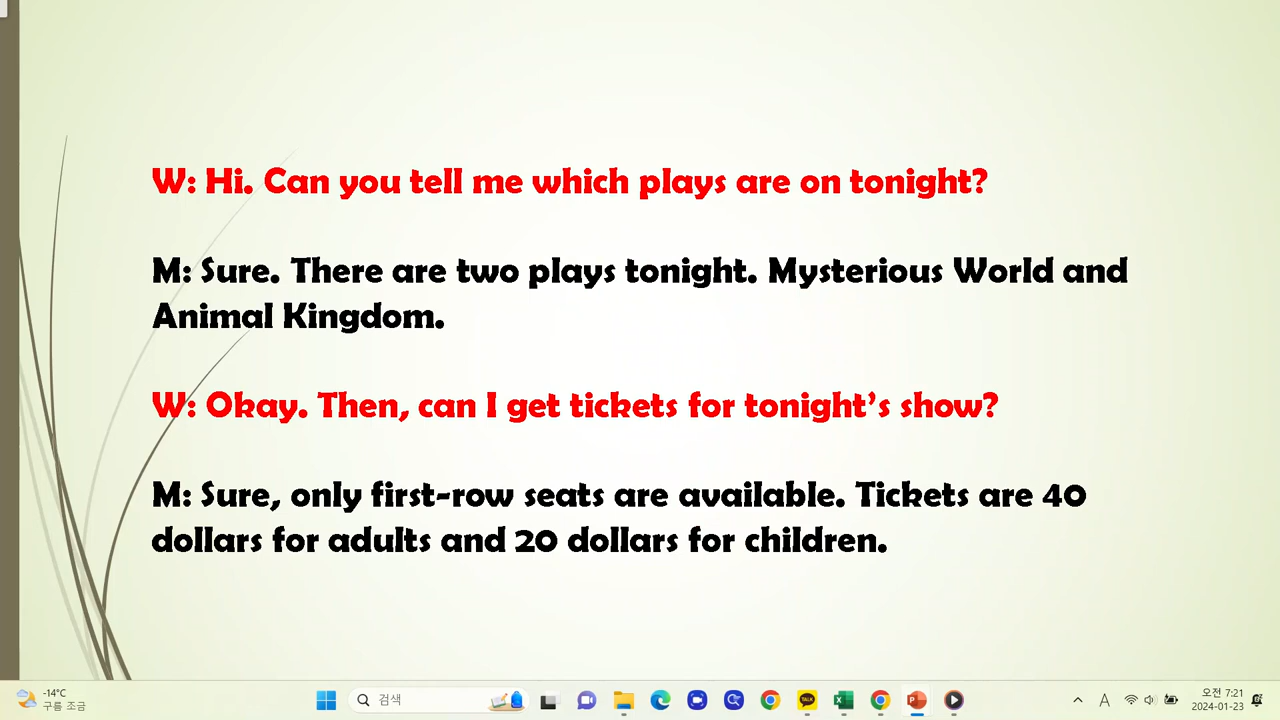 W: Hi. Can you tell me which plays are on tonight?
M: Sure. There are two plays tonight. Mysterious World and
Animal Kingdom.
W: Okay. Then, can I get tickets for tonight’s show?
M: Sure, only first-row seats are available. Tickets are 40
dollars for adults and 20 dollars for children.
-14°C
구름 조금
검색
TALK
A
오전 7:21
2024-01-23